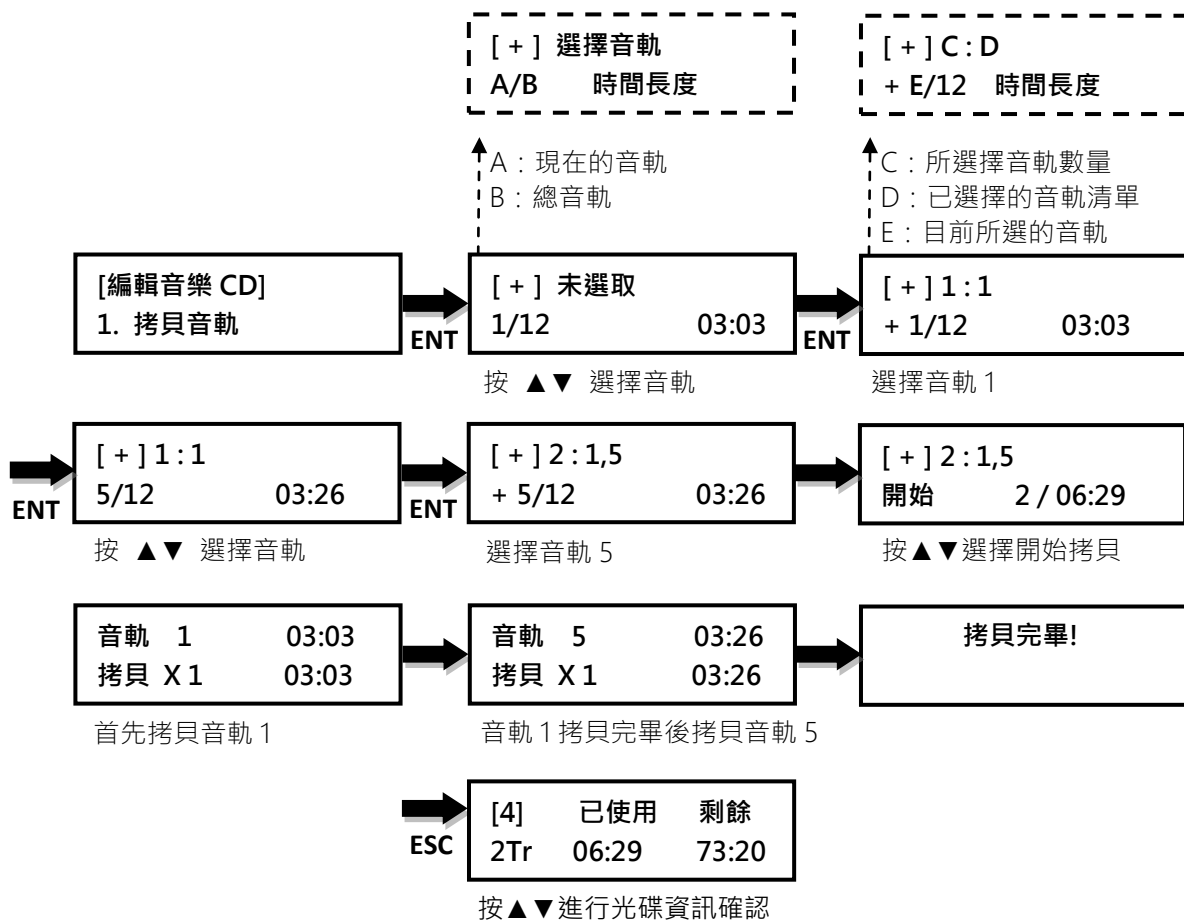 [ + ] 選擇音軌
A/B 時間長度
[ + ] C : D
+ E/12 時間長度
A：現在的音軌
B：總音軌
C：所選擇音軌數量
D：已選擇的音軌清單
E：目前所選的音軌
[編輯音樂 CD]
1. 拷貝音軌
ENT
[ + ] 未選取
1/12 03:03
ENT
[ + ] 1 : 1
+ 1/12 03:03
按 ▲▼ 選擇音軌
選擇音軌 1
ENT
[ + ] 1 : 1
5/12 03:26
ENT
[ + ] 2 : 1,5
+ 5/12 03:26
[ + ] 2 : 1,5
開始 2 / 06:29
按 ▲▼ 選擇音軌
選擇音軌 5
按▲▼選擇開始拷貝
音軌 1 03:03
拷貝 X 1 03:03
音軌 5 03:26
拷貝 X 1 03:26
拷貝完畢!
首先拷貝音軌 1
音軌 1 拷貝完畢後拷貝音軌 5
ESC
[4] 已使用 剩餘
2Tr 06:29 73:20
按▲▼進行光碟資訊確認